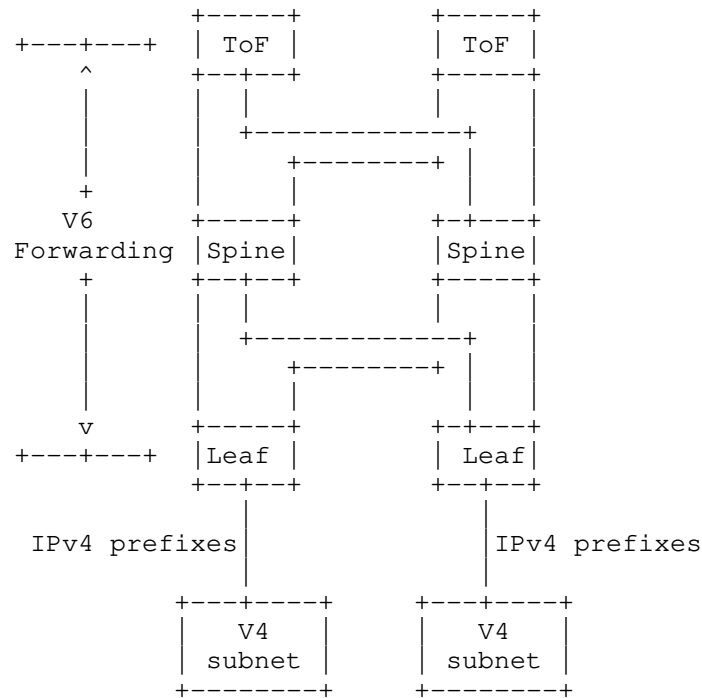 ToF ToF
V6
Forwarding Spine Spine
Leaf Leaf
IPv4 prefixes IPv4 prefixes
V4 V4
subnet subnet